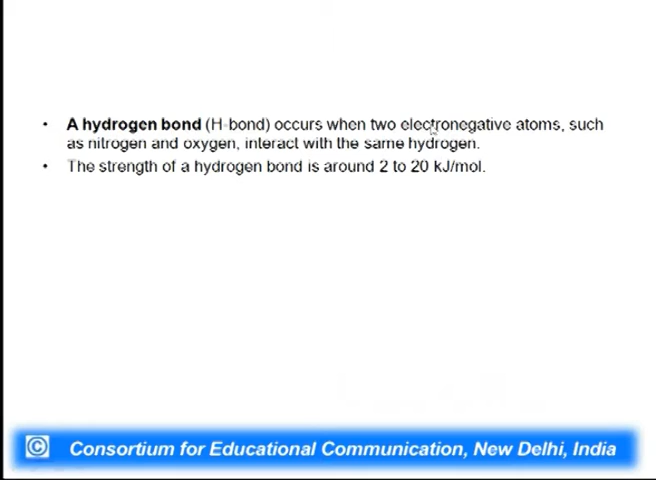 • A hydrogen bond (H-bond) occurs when two electronegative atoms, such
as nitrogen and oxygen, interact with the same hydrogen.
• The strength of a hydrogen bond is around 2 to 20 kJ/mol.
© Consortium for Educational Communication, New Delhi, India